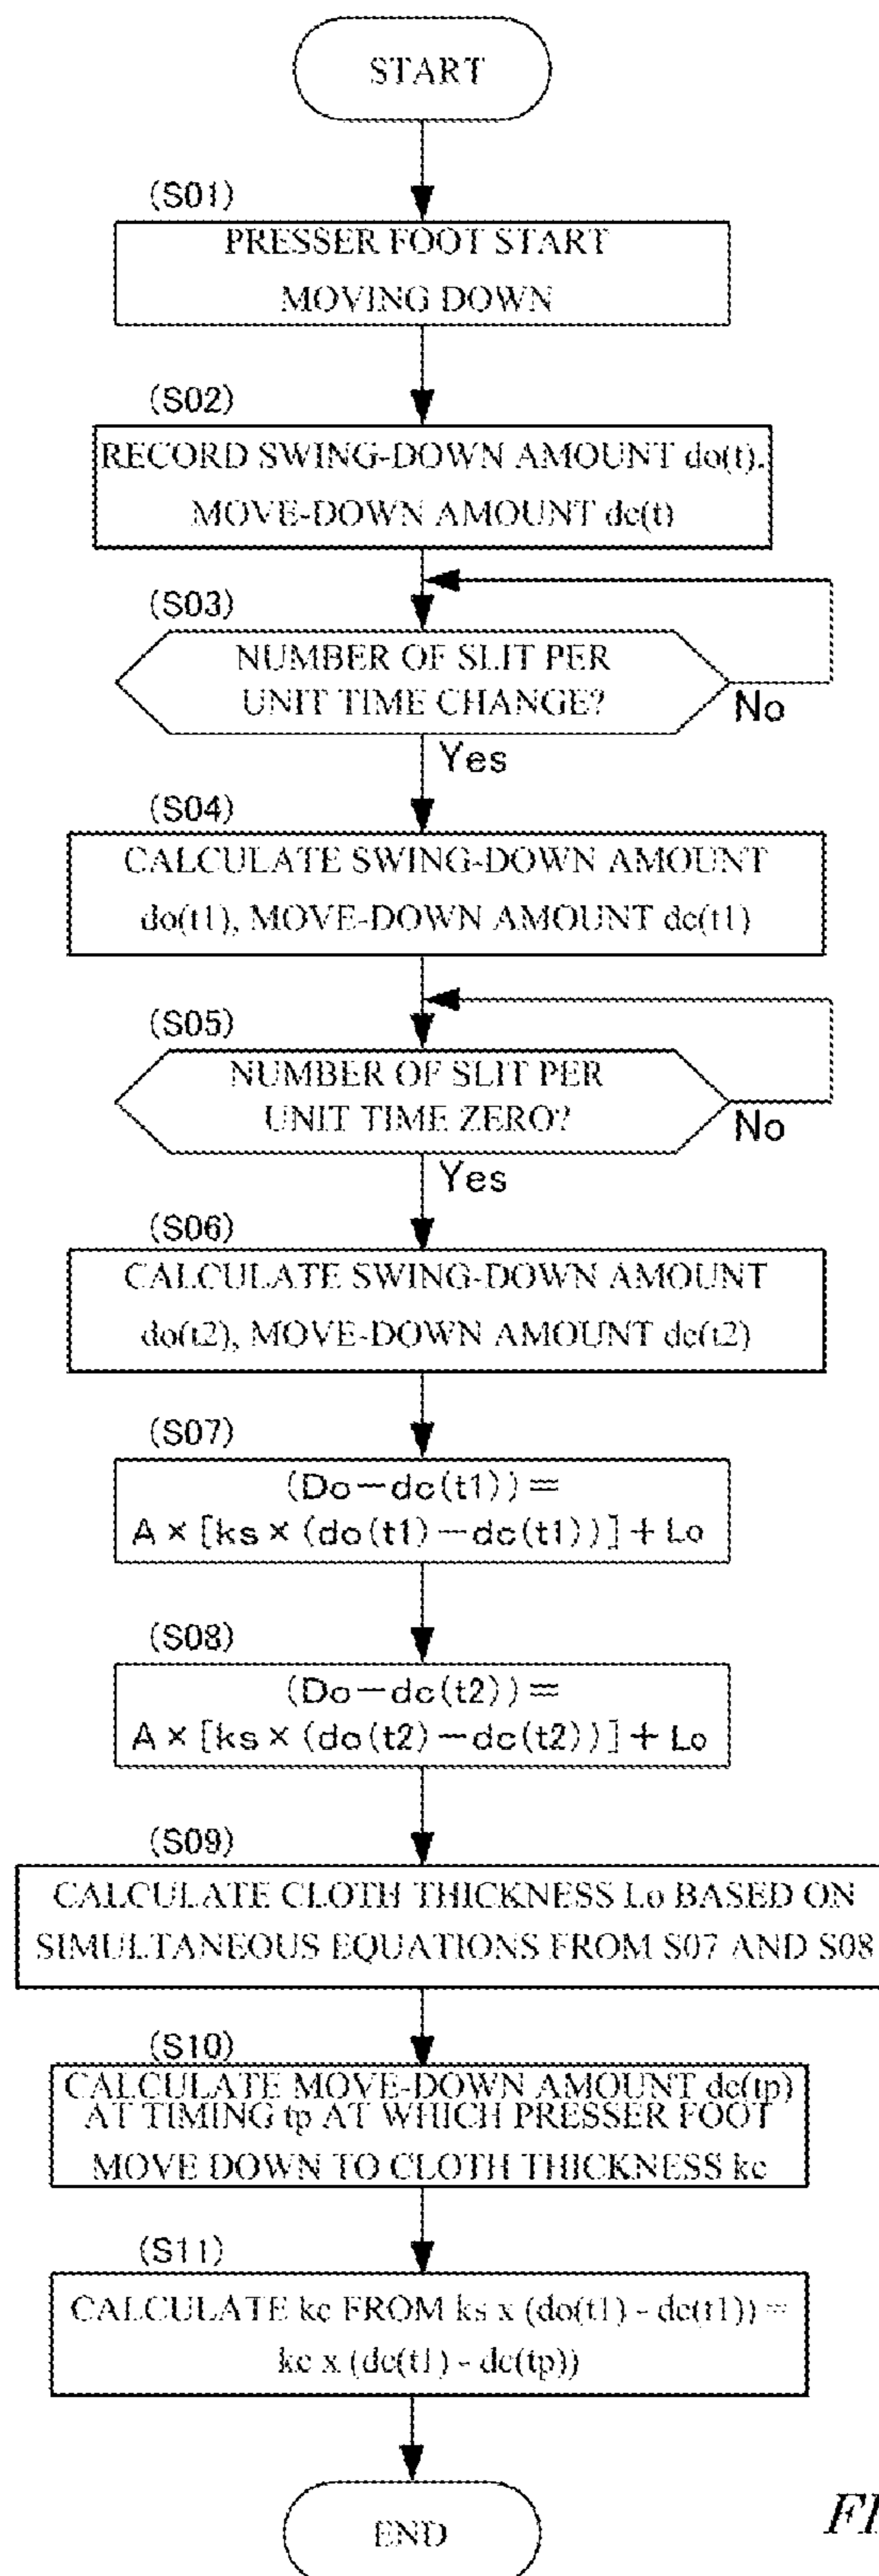 START
(S01)
PRESSER FOOT START
MOVING DOWN
(S02)
RECORD SWING-DOWN AMOUNT do(t),
MOVE-DOWN AMOUNT dc(t)
(S03)
NUMBER OF SLIT PER
UNIT TIME CHANGE?
No
Yes
(S04)
CALCULATE SWING-DOWN AMOUNT
do(t1), MOVE-DOWN AMOUNT dc(t1)
(S05)
NUMBER OF SLIT PER
UNIT TIME ZERO?
No
Yes
(S06)
CALCULATE SWING-DOWN AMOUNT
do(t2), MOVE-DOWN AMOUNT dc(t2)
(S07)
(Do−dc(t1))=
A×[ks×(do(t1)−dc(t1))]+Lo
(S08)
(Do−dc(t2))=
A×[ks×(do(t2)−dc(t2))]+Lo
(S09)
CALCULATE CLOTH THICKNESS Lo BASED ON
SIMULTANEOUS EQUATIONS FROM S07 AND S08
(S10)
CALCULATE MOVE-DOWN AMOUNT dc(tp)
AT TIMING tp AT WHICH PRESSER FOOT
MOVE DOWN TO CLOTH THICKNESS kc
(S11)
CALCULATE kc FROM ks x (do(t1) - dc(t1)) =
kc x (dc(t1) - dc(tp))
END